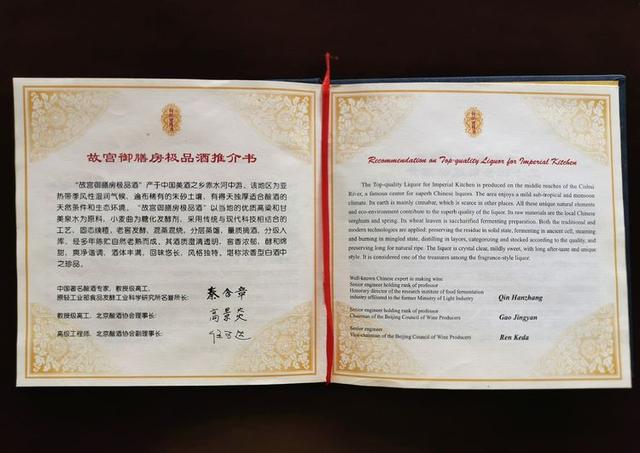 故宫御膳房极品酒推介书
"故宫御膳房极品酒"产于中国美酒之乡赤水河中游、该地区为亚
热带季风性湿润气候、遍布稀有的朱砂土壤、有得天独厚适合酿酒的
天然条件和生态环境。"故宫御膳房极品酒"以当地的优质高粱和甘
美泉水为原料、小麦曲为糖化发酵剂、采用传统与现代科技相结合的
工艺、固态续糟、老窖发酵、混蒸混烧、分层蒸馏、量质摘酒、分级入
库、经多年陈贮自然老熟而成、其酒质澄清透明、窖香浓郁、醇和绵
甜、爽净谐调、酒体丰满、回味悠长、风格独特、堪称浓香型白酒中
之珍品。
中国著名酿酒专家、教授级高工、
原轻工业部食品发酵工业科学研究所名誉所长：
秦含章
教授级高工、北京酿酒协会理事长：
高景炎
高级工程师、北京酿酒协会副理事长：
任可达
Recommendation on Top-quality Liquor for Imperial Kitchen
The Top-quality Liquor for Imperial Kitchen is produced on the middle reaches of the Cishui
River, a famous center for superb Chinese liquors. The area enjoys a mild sub-tropical and monsoon
climate. Its earth is mainly cinnabar, which is scarce in other places. All these unique natural elements
and eco-environment contribute to the superb quality of the liquor. Its raw materials are the local Chinese
sorghum and spring. Its wheat leaven is saccharified fermenting preparation. Both the traditional and
modern technologies are applied: preserving the residue in solid state, fermenting in ancient cell, steaming
and burning in mingled state, distilling in layers, categorizing and stocked according to the quality, and
preserving long for natural ripe. The liquor is crystal clear, mildly sweet, with long after-taste and unique
style. It is considered one of the treasures among the fragrance-style liquor.
Well-known Chinese expert in making wine
Senior engineer holding rank of professor
Honorary director of the research institute of food fermentation
industry affiliated to the former Ministry of Light Industry
Qin Hanzhang
Senior engineer holding rank of professor
Chairman of the Beijing Council of Wine Producers
Gao Jingyan
Senior engineer
Vice-chairman of the Beijing Council of Wine Producers
Ren Keda